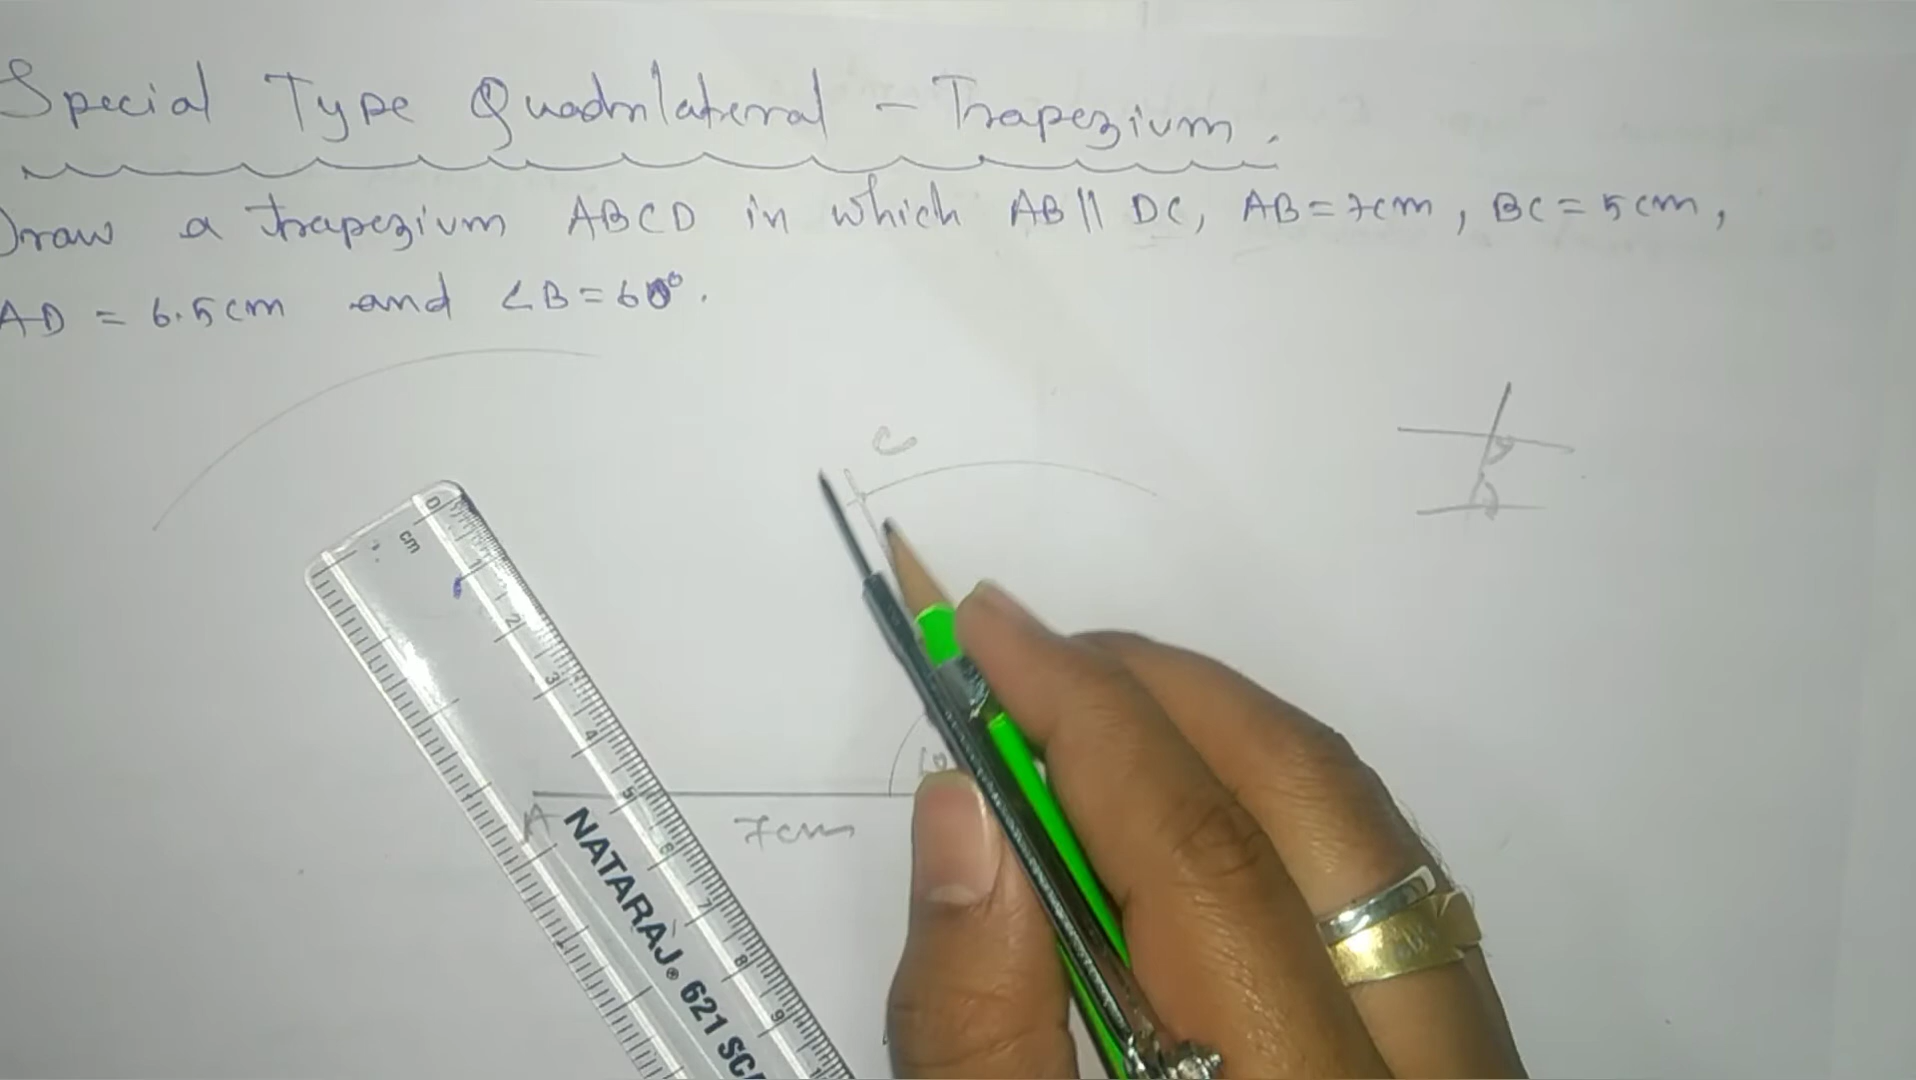 Special Type Quadrilateral - Trapezium.
Draw a trapezium ABCD in which AB || DC, AB = 7cm, BC = 5cm,
AD = 6.5cm and ∠B = 60°.
C
0 1 2 3 4 5 6 7 8 9
cm
A
7cm
NATARAJ® 621